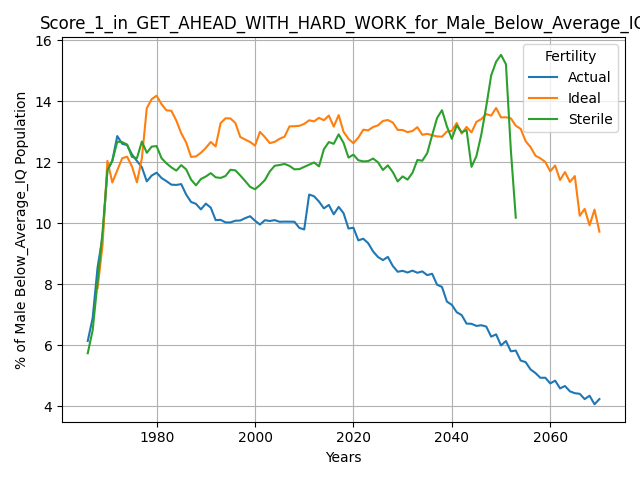 Score_1_in_GET_AHEAD_WITH_HARD_WORK_for_Male_Below_Average_IQ
16
14
12
10
8
6
4
% of Male Below_Average_IQ Population
Fertility
Actual
Ideal
Sterile
1980
2000
2020
2040
2060
Years